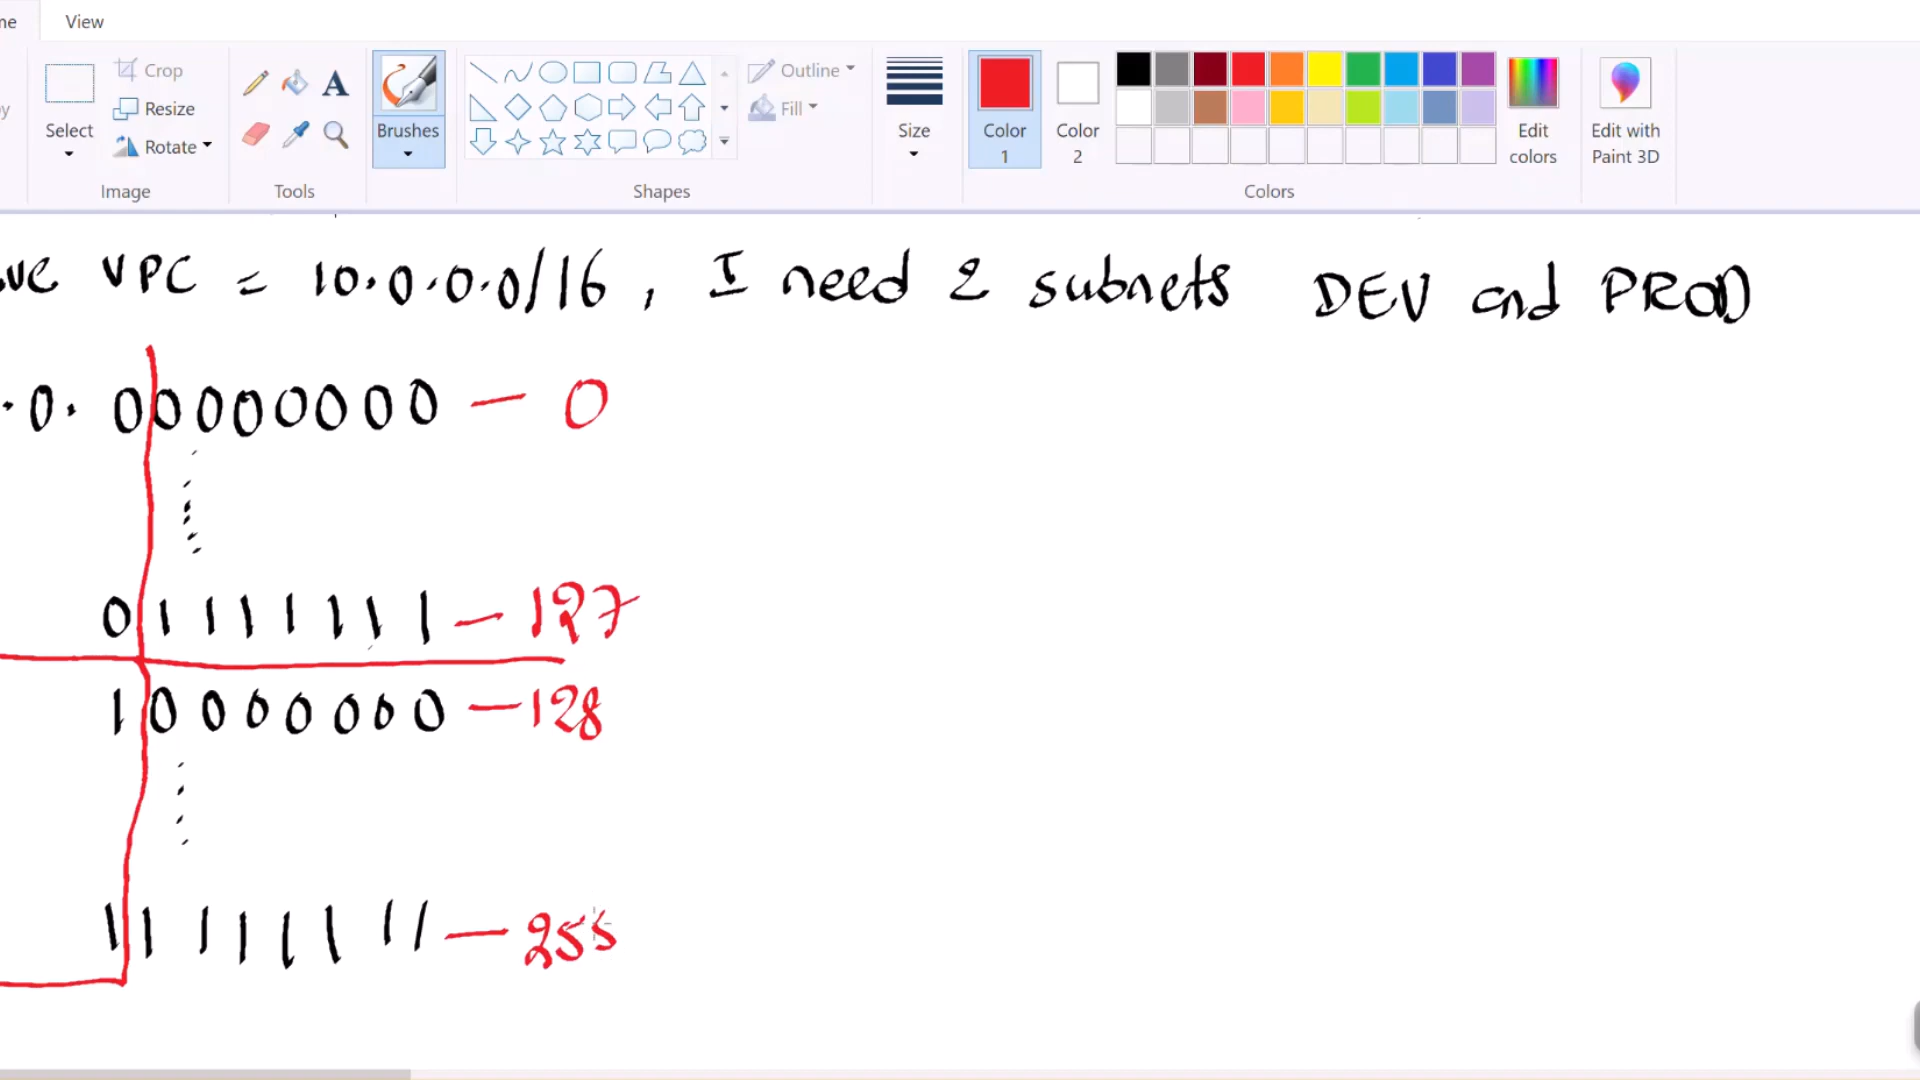 me View
Crop
Resize
Rotate
Select
Image
Tools
Brushes
Shapes
Outline
Fill
Size
Color 1
Color 2
Colors
Edit colors
Edit with Paint 3D
ve VPC = 10.0.0.0/16, I need 2 subnets DEV and PROD
.0.00000000 - 0
01111111 - 127
10000000 - 128
11111111 - 255